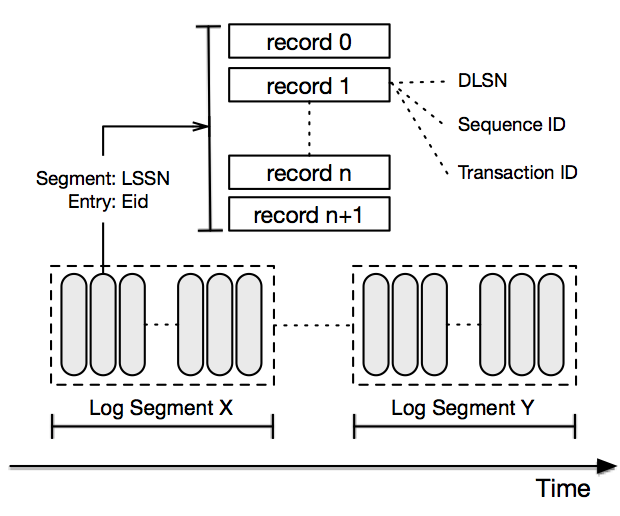 record 0
record 1
DLSN
Sequence ID
Transaction ID
record n
record n+1
Segment: LSSN
Entry: Eid
Log Segment X
Log Segment Y
Time